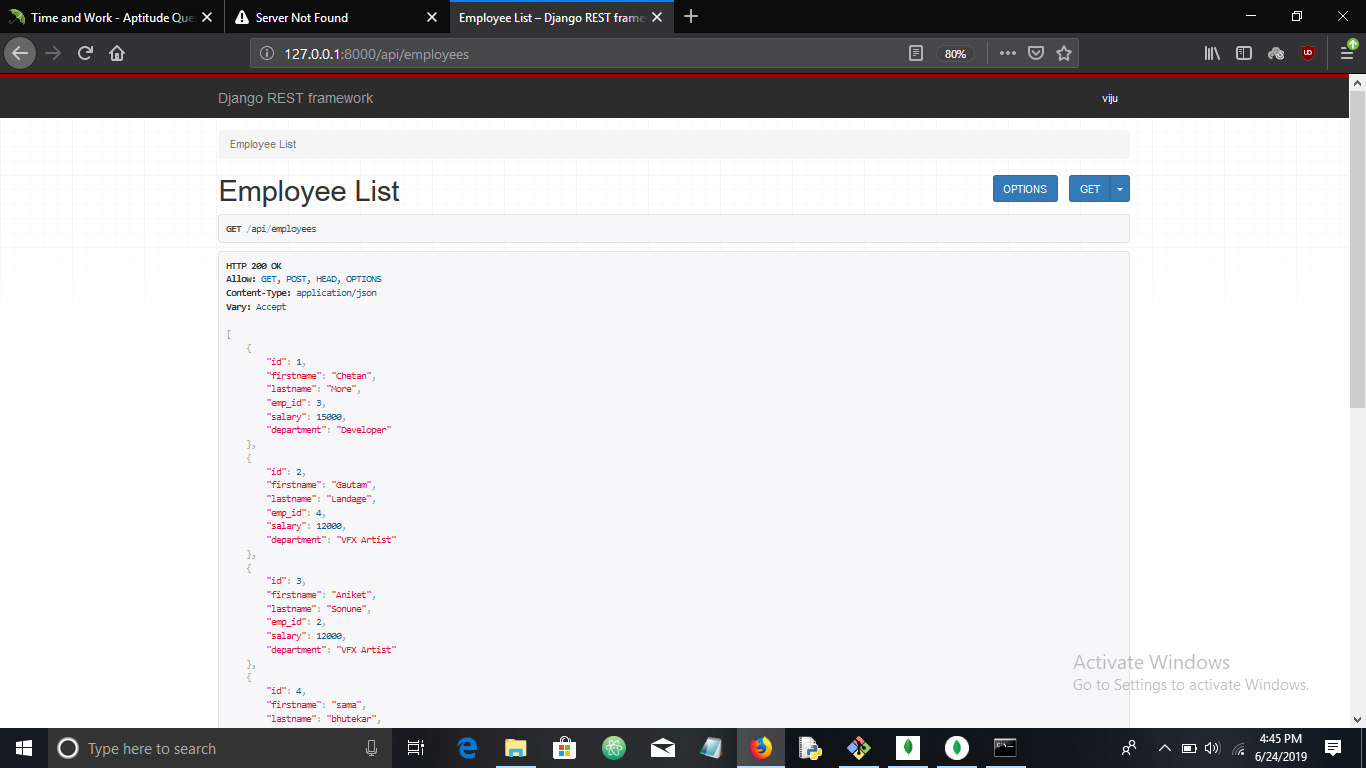 Time and Work - Aptitude Que
Server Not Found
Employee List – Django REST frame
127.0.0.1:8000/api/employees
80%
Django REST framework
viju
Employee List
Employee List
OPTIONS
GET
GET /api/employees
HTTP 200 OK
Allow: GET, POST, HEAD, OPTIONS
Content-Type: application/json
Vary: Accept
[
{
"id": 1,
"firstname": "Chetan",
"lastname": "More",
"emp_id": 3,
"salary": 15000,
"department": "Developer"
},
{
"id": 2,
"firstname": "Gautam",
"lastname": "Landage",
"emp_id": 4,
"salary": 12000,
"department": "VFX Artist"
},
{
"id": 3,
"firstname": "Aniket",
"lastname": "Sonune",
"emp_id": 2,
"salary": 12000,
"department": "VFX Artist"
},
{
"id": 4,
"firstname": "sama",
"lastname": "bhutekar",
Activate Windows
Go to Settings to activate Windows.
Type here to search
4:45 PM
6/24/2019